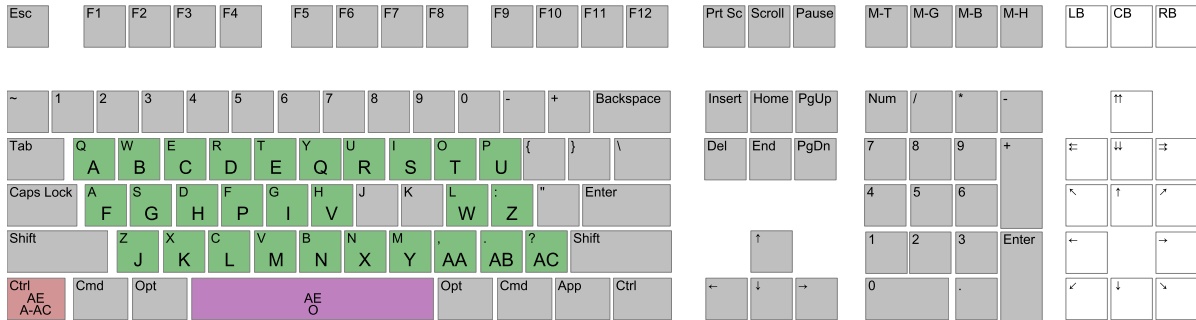 Esc F1 F2 F3 F4 F5 F6 F7 F8 F9 F10 F11 F12 Prt Sc Scroll Pause M-T M-G M-B M-H LB CB RB
~ 1 2 3 4 5 6 7 8 9 0 - + Backspace Insert Home PgUp Num / * - ⇈
Tab Q W E R T Y U I O P { } \ Del End PgDn 7 8 9 + ⇇ ⇊ ⇉
A B C D E Q R S T U
Caps Lock A S D F G H J K L : " Enter 4 5 6 ↖ ↑ ↗
F G H P I V W Z
Shift Z X C V B N M , . ? Shift ↑ 1 2 3 Enter ← →
J K L M N X Y AA AB AC
Ctrl Cmd Opt Opt Cmd App Ctrl ← ↓ → 0 . ↙ ↓ ↘
AE AE
A-AC O